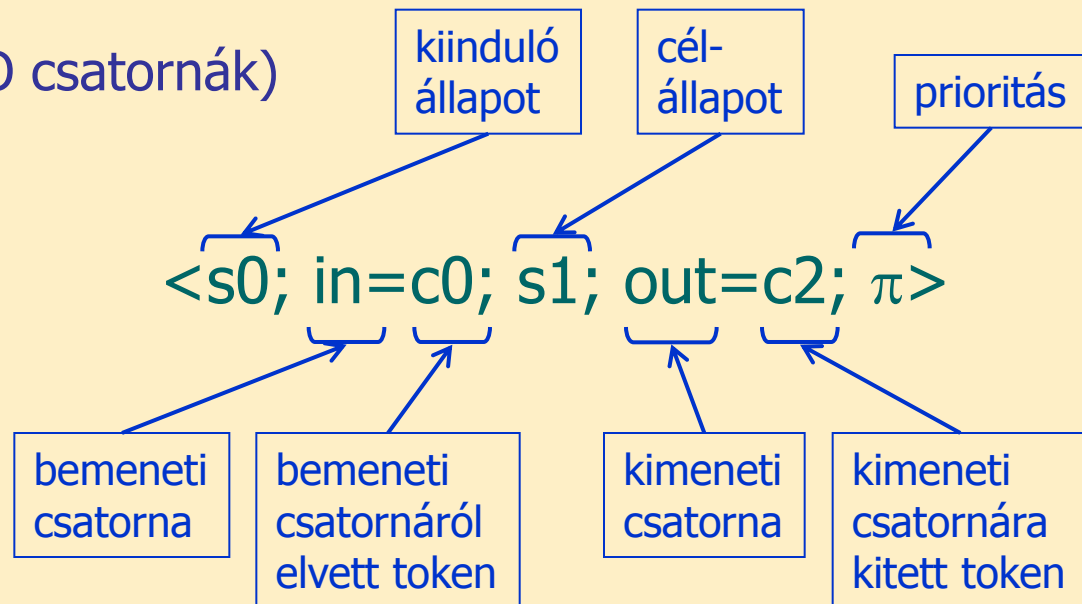 csatornák)
kiinduló
állapot
cél-
állapot
prioritás
<s0; in=c0; s1; out=c2; π>
bemeneti
csatorna
bemeneti
csatornáról
elvett token
kimeneti
csatorna
kimeneti
csatornára
kitett token